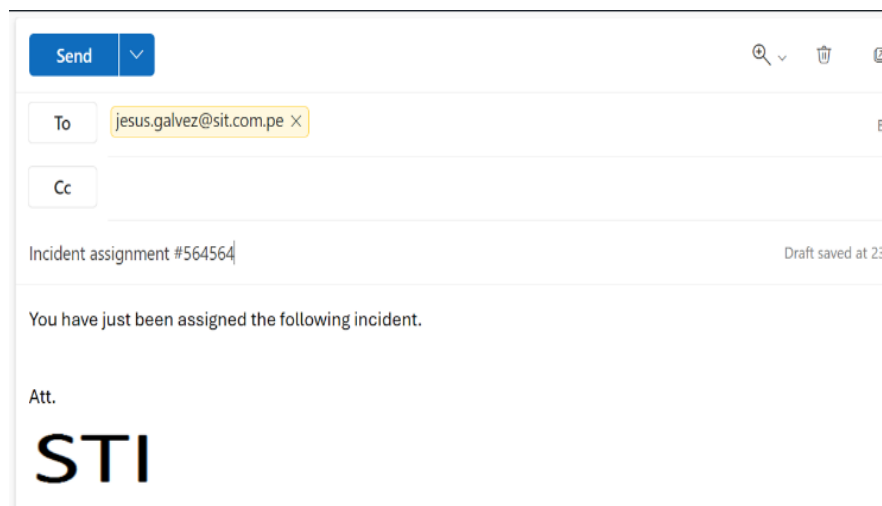 Send
To
jesus.galvez@sit.com.pe
Cc
Incident assignment #564564
Draft saved at 23
You have just been assigned the following incident.
Att.
STI